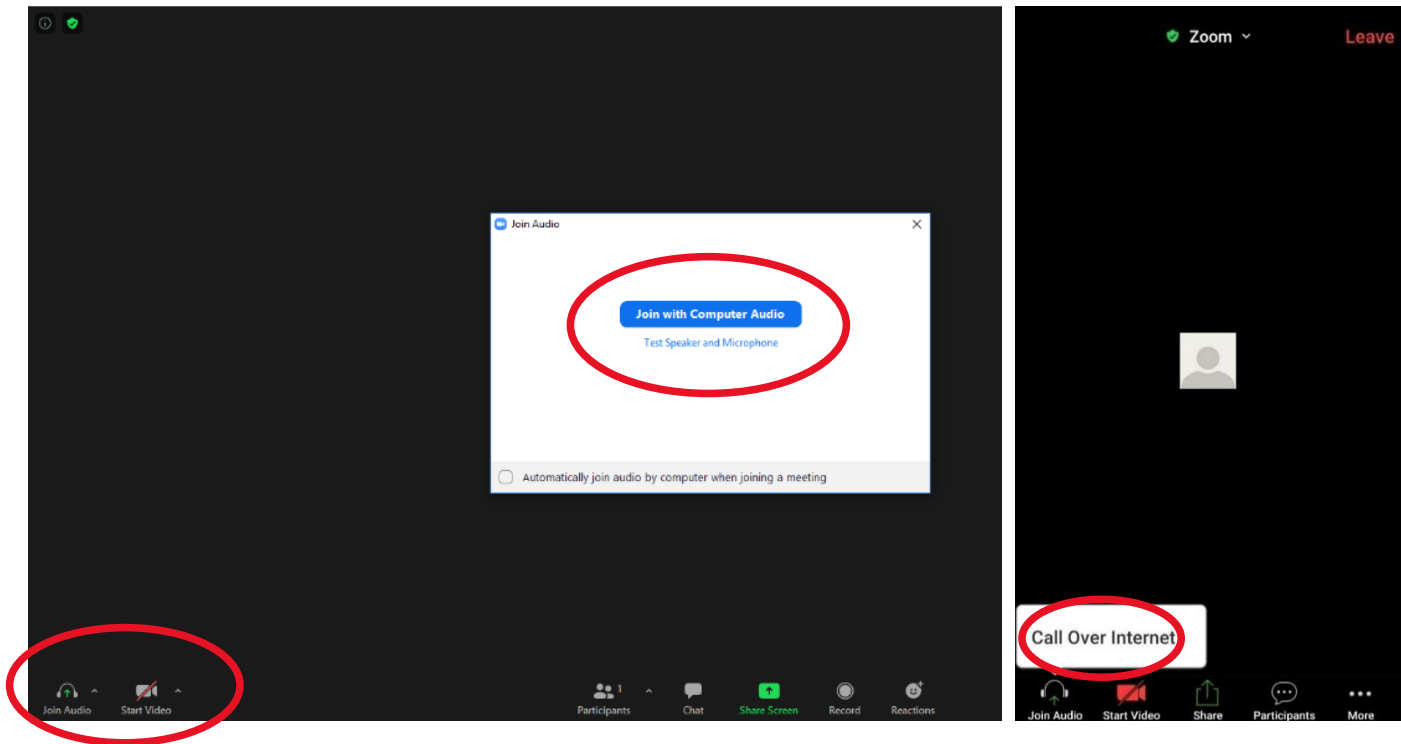 Join Audio
Join with Computer Audio
Test Speaker and Microphone
Automatically join audio by computer when joining a meeting
Join Audio
Start Video
Participants
1
Chat
Share Screen
Record
Reactions
Zoom
Leave
Call Over Internet
Join Audio
Start Video
Share
Participants
More